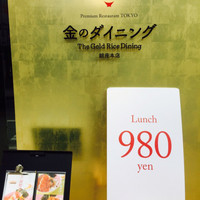 Premium Restaurant TOKYO
金のダイニング
The Gold Rice Dining
Lunch
980
yen